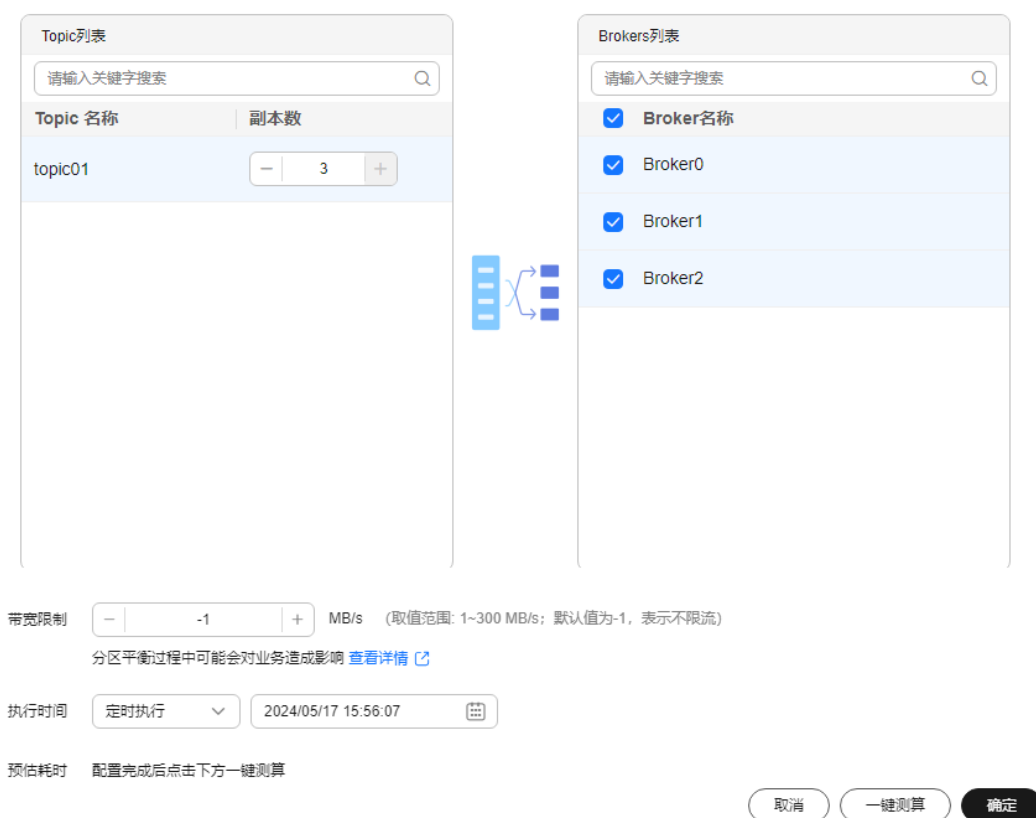 Topic列表
请输入关键字搜索
Topic 名称 副本数
topic01 3
Brokers列表
请输入关键字搜索
Broker名称
Broker0
Broker1
Broker2
带宽限制 -1 MB/s (取值范围: 1~300 MB/s；默认值为-1，表示不限流)
分区平衡过程中可能会对业务造成影响 查看详情
执行时间 定时执行 2024/05/17 15:56:07
预估耗时 配置完成后点击下方一键测算
取消 一键测算 确定